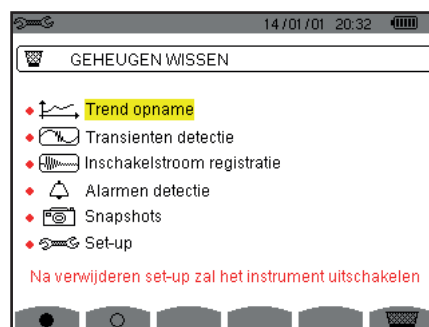 14/01/01 20:32
GEHEUGEN WISSEN
Trend opname
Transienten detectie
Inschakelstroom registratie
Alarmen detectie
Snapshots
Set-up
Na verwijderen set-up zal het instrument uitschakelen